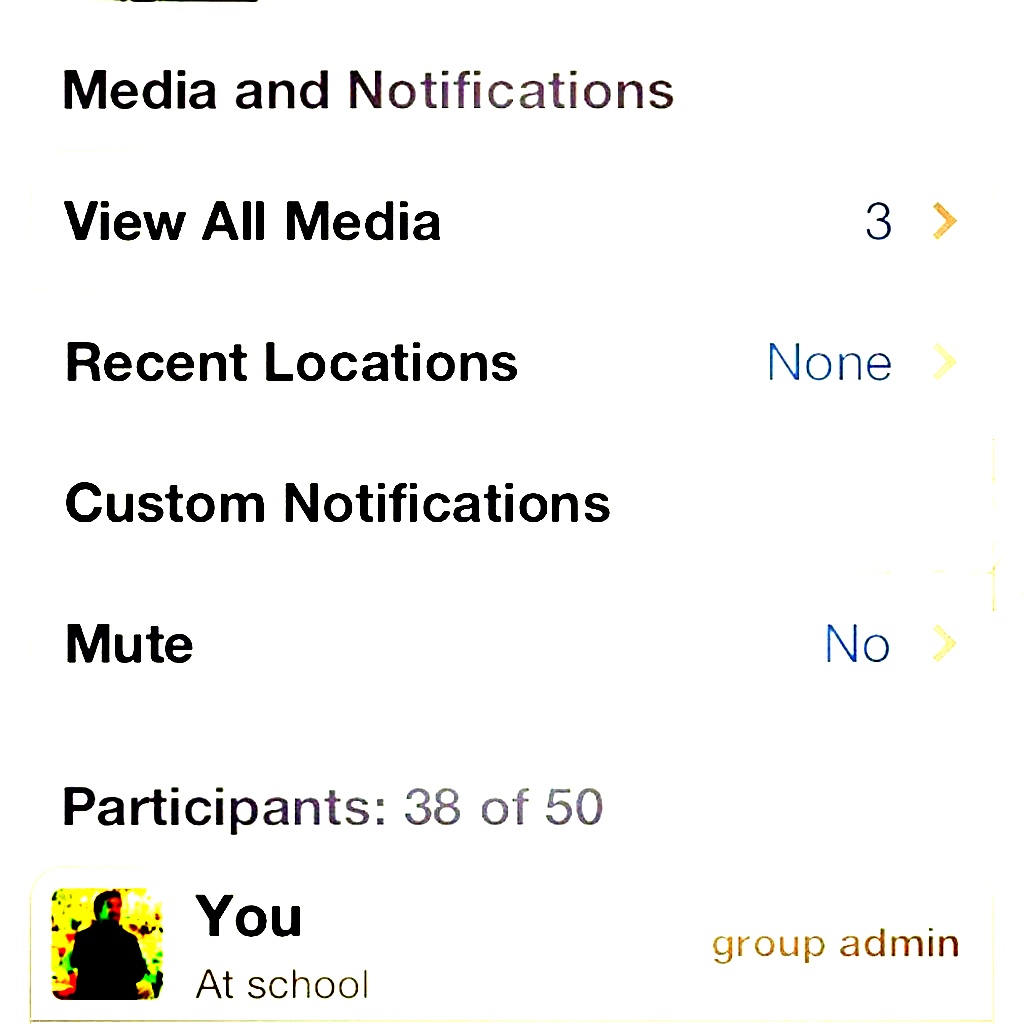 Media and Notifications
View All Media 3
Recent Locations None
Custom Notifications
Mute No
Participants: 38 of 50
You
group admin
At school